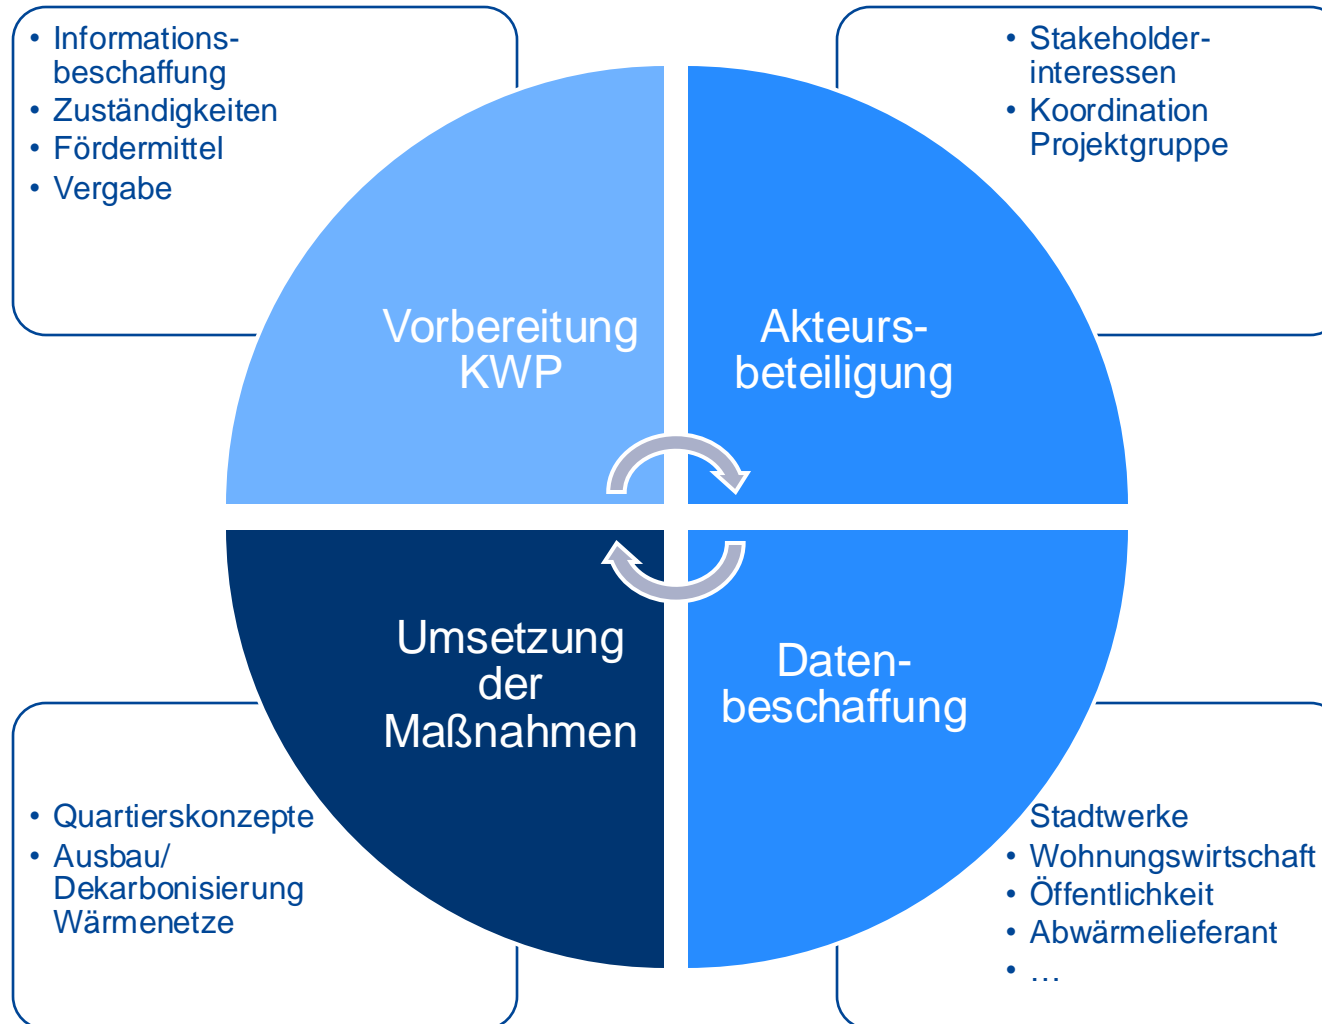 • Informations-
beschaffung
• Zuständigkeiten
• Fördermittel
• Vergabe
• Stakeholder-
interessen
• Koordination
Projektgruppe
Vorbereitung
KWP
Akteurs-
beteiligung
Umsetzung
der
Maßnahmen
Daten-
beschaffung
• Quartierskonzepte
• Ausbau/
Dekarbonisierung
Wärmenetze
Stadtwerke
• Wohnungswirtschaft
• Öffentlichkeit
• Abwärmelieferant
• …